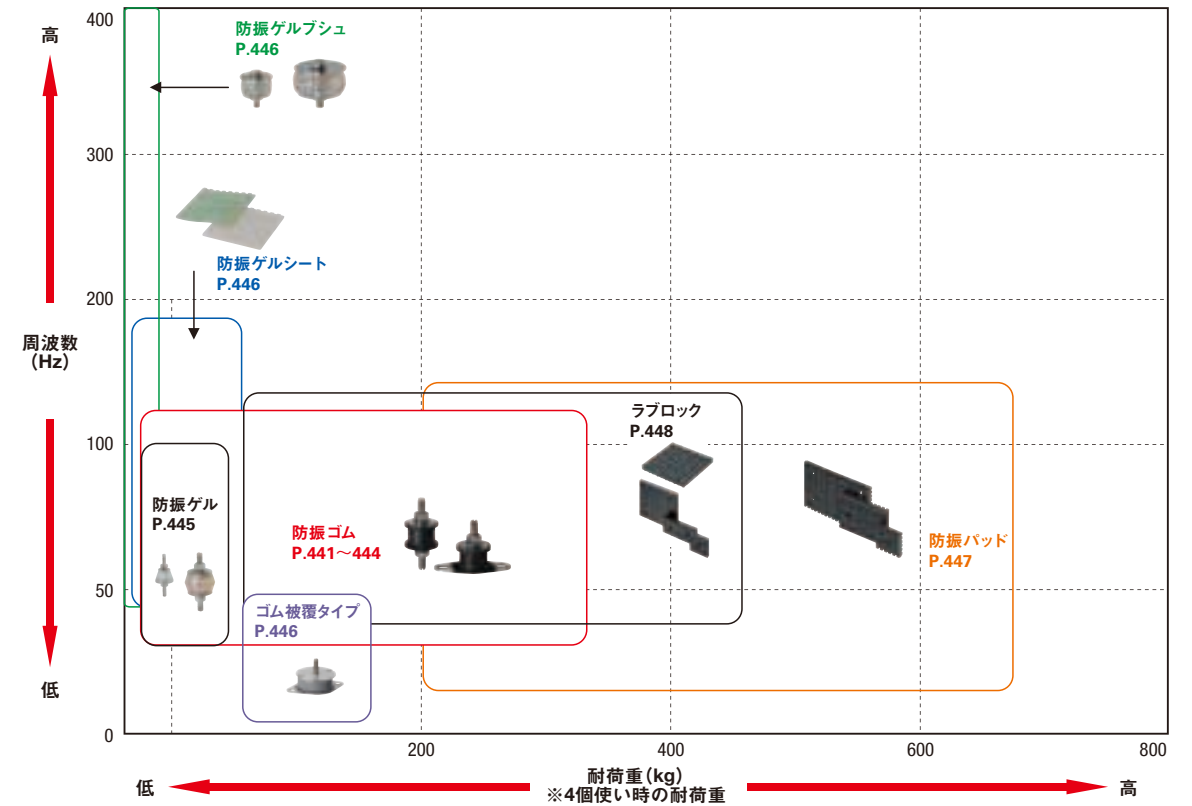 400
高
防振ゲルブシュ
P.446
300
防振ゲルシート
P.446
200
周波数
(Hz)
ラブロック
P.448
100
防振ゲル
P.445
防振ゴム
P.441～444
防振パッド
P.447
50
ゴム被覆タイプ
P.446
低
0
200
400
600
800
低
耐荷重(kg)
※4個使い時の耐荷重
高